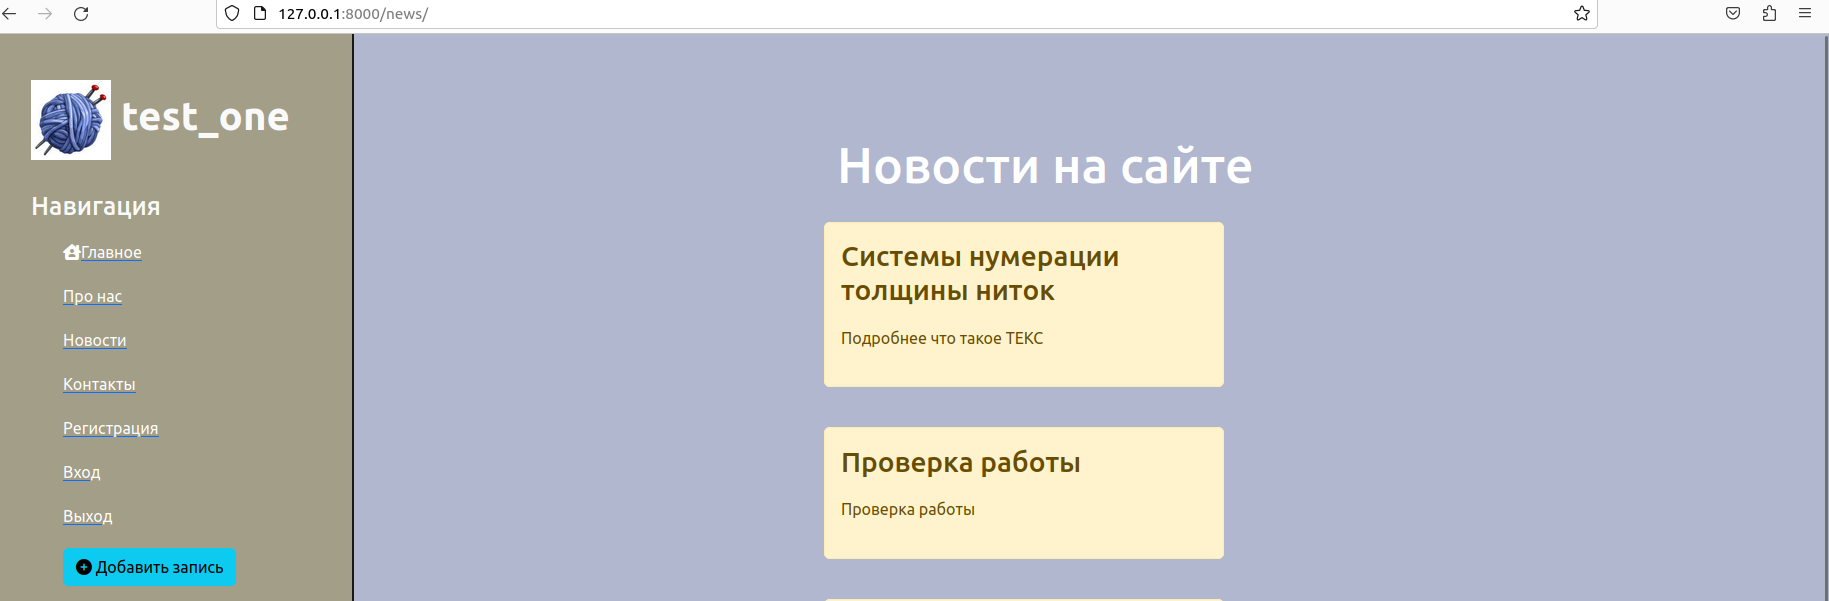 127.0.0.1:8000/news/
test_one
Навигация
Главное
Про нас
Новости
Контакты
Регистрация
Вход
Выход
Добавить запись
Новости на сайте
Системы нумерации
толщины ниток
Подробнее что такое ТЕКС
Проверка работы
Проверка работы